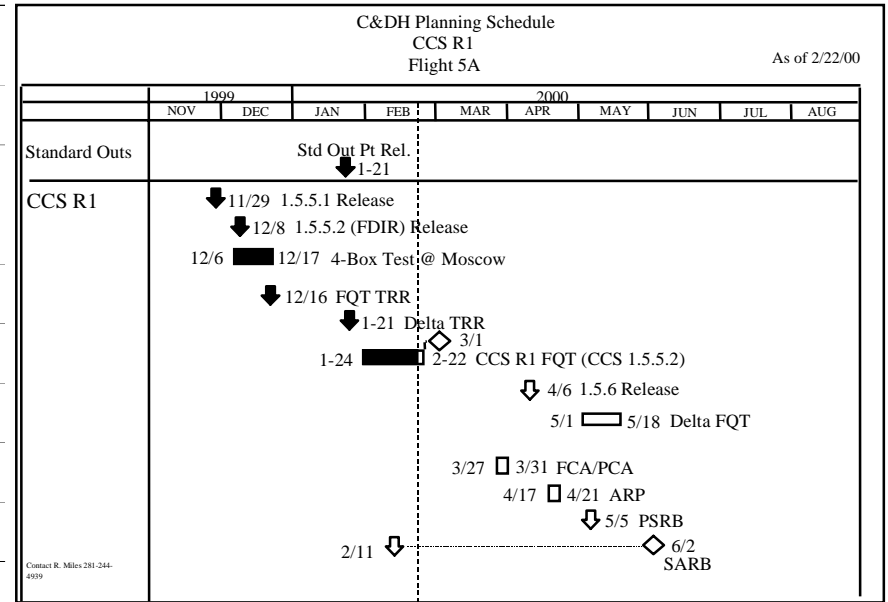 C&DH Planning Schedule
CCS R1
Flight 5A
As of 2/22/00
1999 2000
NOV DEC JAN FEB MAR APR MAY JUN JUL AUG
Standard Outs
Std Out Pt Rel.
1-21
CCS R1
11/29 1.5.5.1 Release
12/8 1.5.5.2 (FDIR) Release
12/6 12/17 4-Box Test @ Moscow
12/16 FQT TRR
1-21 Delta TRR
3/1
1-24 2-22 CCS R1 FQT (CCS 1.5.5.2)
4/6 1.5.6 Release
5/1 5/18 Delta FQT
3/27 3/31 FCA/PCA
4/17 4/21 ARP
5/5 PSRB
2/11 6/2
SARB
Contact R. Miles 281-244-
4939